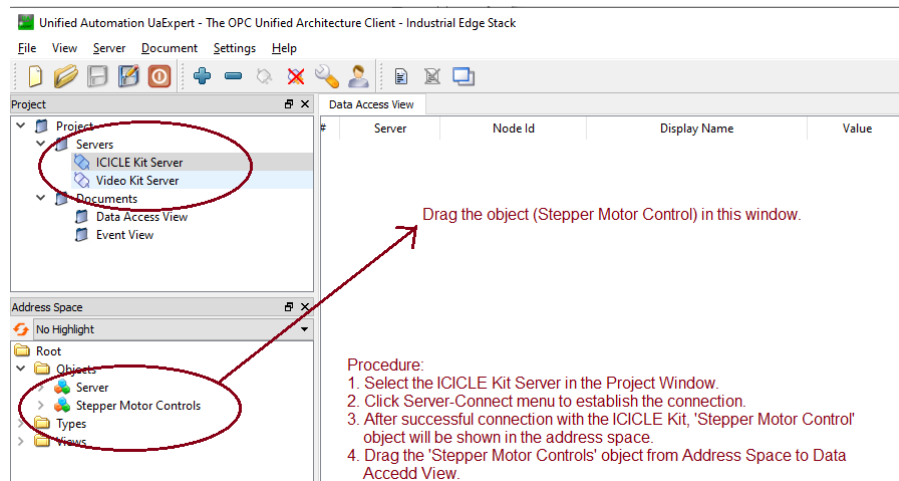 Unified Automation UaExpert - The OPC Unified Architecture Client - Industrial Edge Stack
File View Server Document Settings Help
Project
Data Access View
# Server Node Id Display Name Value
Project
Servers
ICICLE Kit Server
Video Kit Server
Documents
Data Access View
Event View
Drag the object (Stepper Motor Control) in this window.
Address Space
No Highlight
Root
Objects
Server
Stepper Motor Controls
Types
Views
Procedure:
1. Select the ICICLE Kit Server in the Project Window.
2. Click Server-Connect menu to establish the connection.
3. After successful connection with the ICICLE Kit, 'Stepper Motor Control'
object will be shown in the address space.
4. Drag the 'Stepper Motor Controls' object from Address Space to Data
Accedd View.